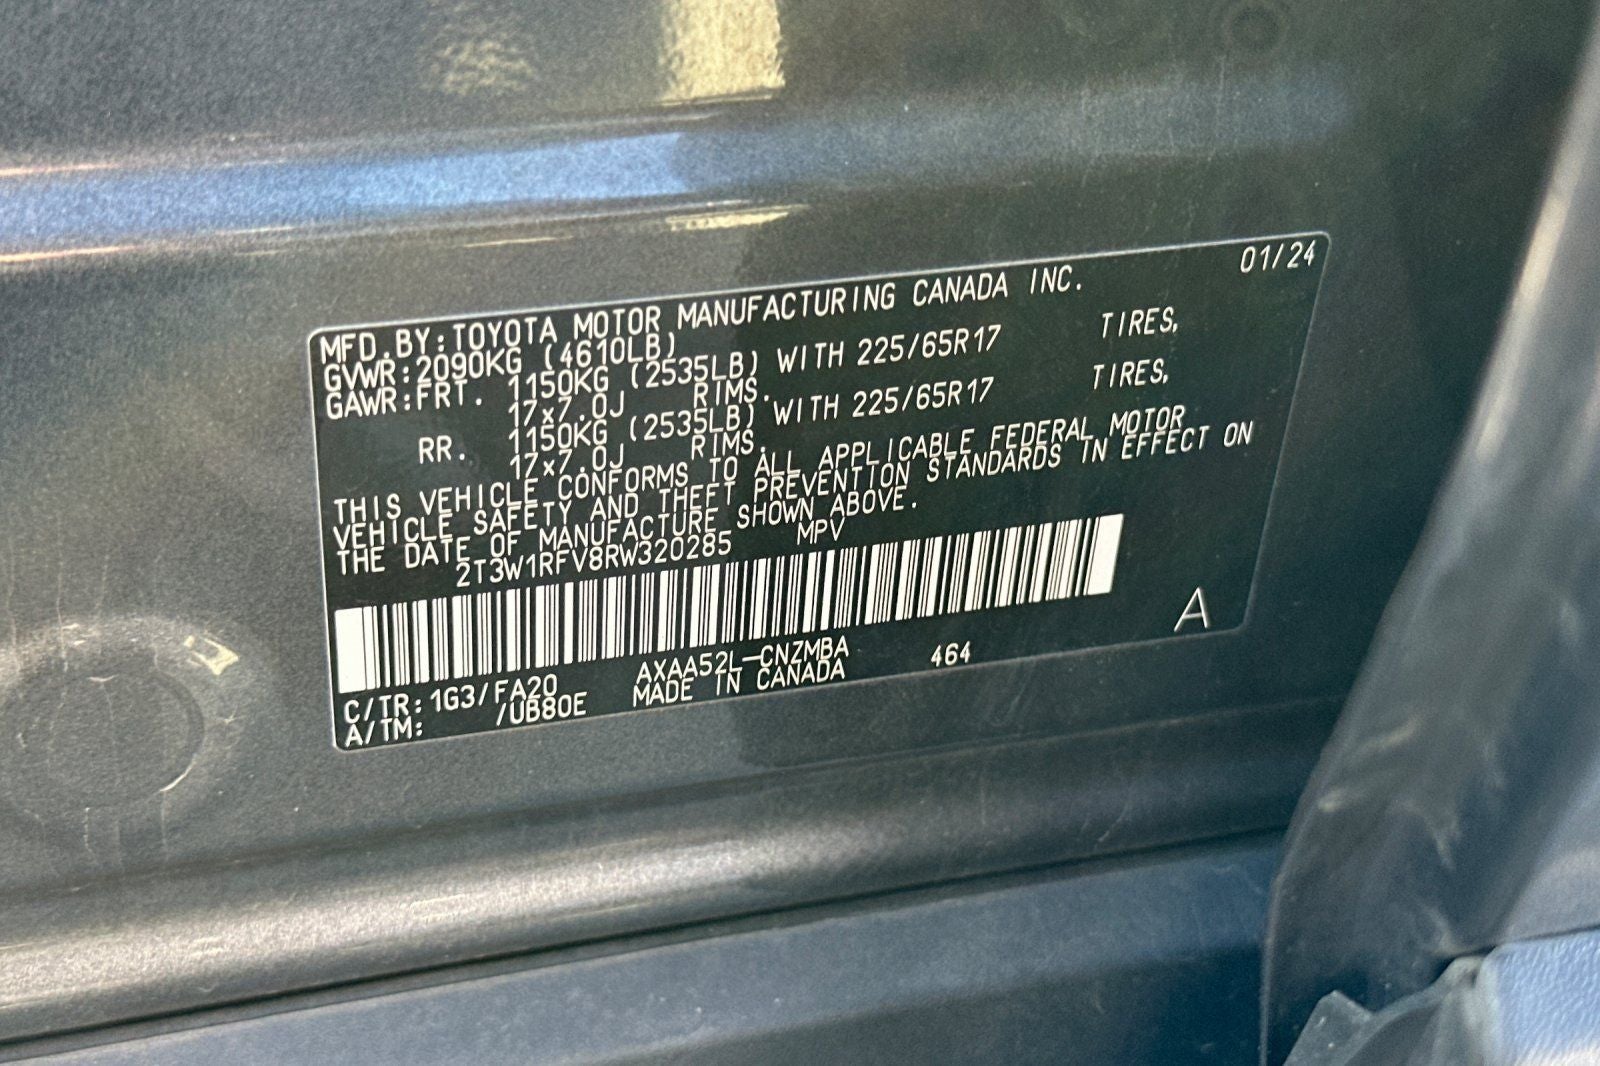 01/24
MFD.BY:TOYOTA MOTOR MANUFACTURING CANADA INC.
GVWR:2090KG (4610LB)
GAWR:FRT. 1150KG (2535LB) WITH 225/65R17 TIRES,
17x7.0J RIMS.
RR. 1150KG (2535LB) WITH 225/65R17 TIRES,
17x7.0J RIMS.
THIS VEHICLE CONFORMS TO ALL APPLICABLE FEDERAL MOTOR
VEHICLE SAFETY AND THEFT PREVENTION STANDARDS IN EFFECT ON
THE DATE OF MANUFACTURE SHOWN ABOVE.
2T3W1RFV8RW320285 MPV
A
C/TR:1G3/FA20 AXAA52L-CNZMBA 464
A/TM: /UB80E MADE IN CANADA